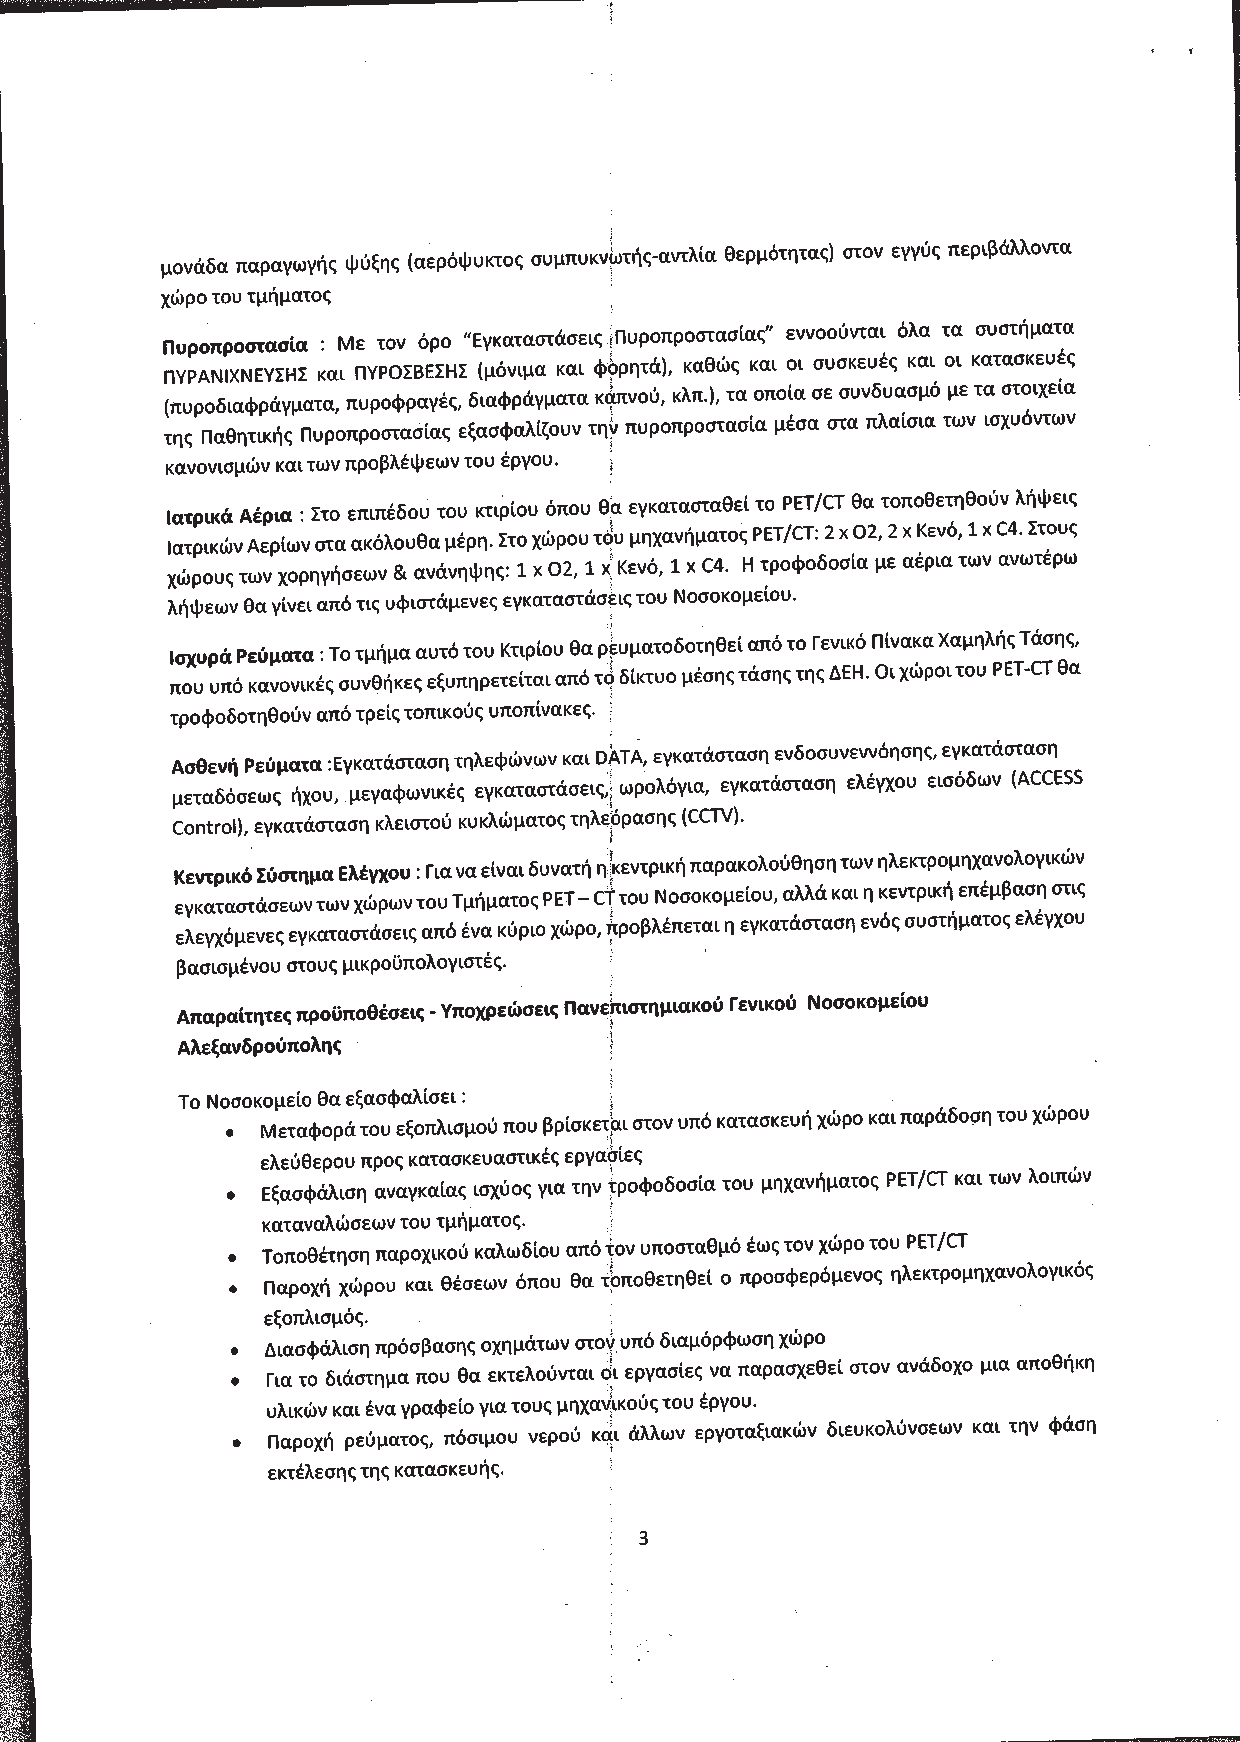 μονάδα παραγωγής ψύξης (αερόψυκτος συμπυκνωτής-αντλία θερμότητας) στον εγγύς περιβάλλοντα
χώρο του τμήματος
Πυροπροστασία : Με τον όρο "Εγκαταστάσεις Πυροπροστασίας" εννοούνται όλα τα συστήματα
ΠΥΡΑΝΙΧΝΕΥΣΗΣ και ΠΥΡΟΣΒΕΣΗΣ (μόνιμα και φορητά), καθώς και οι συσκευές και οι κατασκευές
(πυροδιαφράγματα, πυροφραγές, διαφράγματα καπνού, κλπ.), τα οποία σε συνδυασμό με τα στοιχεία
της Παθητικής Πυροπροστασίας εξασφαλίζουν την πυροπροστασία μέσα στα πλαίσια των ισχυόντων
κανονισμών και των προβλέψεων του έργου.
Ιατρικά Αέρια : Στο επιπέδου του κτιρίου όπου θα εγκατασταθεί το PET/CT θα τοποθετηθούν λήψεις
Ιατρικών Αερίων στα ακόλουθα μέρη. Στο χώρου του μηχανήματος PET/CT: 2 x O2, 2 x Κενό, 1 x C4. Στους
χώρους των χορηγήσεων & ανάνηψης: 1 x O2, 1 x Κενό, 1 x C4. Η τροφοδοσία με αέρια των ανωτέρω
λήψεων θα γίνει από τις υφιστάμενες εγκαταστάσεις του Νοσοκομείου.
Ισχυρά Ρεύματα : Το τμήμα αυτό του Κτιρίου θα ρευματοδοτηθεί από το Γενικό Πίνακα Χαμηλής Τάσης,
που υπό κανονικές συνθήκες εξυπηρετείται από το δίκτυο μέσης τάσης της ΔΕΗ. Οι χώροι του PET-CT θα
τροφοδοτηθούν από τρείς τοπικούς υποπίνακες.
Ασθενή Ρεύματα :Εγκατάσταση τηλεφώνων και DATA, εγκατάσταση ενδοσυνεννόησης, εγκατάσταση
μεταδόσεως ήχου, μεγαφωνικές εγκαταστάσεις, ωρολόγια, εγκατάσταση ελέγχου εισόδων (ACCESS
Control), εγκατάσταση κλειστού κυκλώματος τηλεόρασης (CCTV).
Κεντρικό Σύστημα Ελέγχου : Για να είναι δυνατή η κεντρική παρακολούθηση των ηλεκτρομηχανολογικών
εγκαταστάσεων των χώρων του Τμήματος PET – CT του Νοσοκομείου, αλλά και η κεντρική επέμβαση στις
ελεγχόμενες εγκαταστάσεις από ένα κύριο χώρο, προβλέπεται η εγκατάσταση ενός συστήματος ελέγχου
βασισμένου στους μικροϋπολογιστές.
Απαραίτητες προϋποθέσεις - Υποχρεώσεις Πανεπιστημιακού Γενικού Νοσοκομείου
Αλεξανδρούπολης
Το Νοσοκομείο θα εξασφαλίσει :
• Μεταφορά του εξοπλισμού που βρίσκεται στον υπό κατασκευή χώρο και παράδοση του χώρου
ελεύθερου προς κατασκευαστικές εργασίες
• Εξασφάλιση αναγκαίας ισχύος για την τροφοδοσία του μηχανήματος PET/CT και των λοιπών
καταναλώσεων του τμήματος.
• Τοποθέτηση παροχικού καλωδίου από τον υποσταθμό έως τον χώρο του PET/CT
• Παροχή χώρου και θέσεων όπου θα τοποθετηθεί ο προσφερόμενος ηλεκτρομηχανολογικός
εξοπλισμός.
• Διασφάλιση πρόσβασης οχημάτων στον υπό διαμόρφωση χώρο
• Για το διάστημα που θα εκτελούνται οι εργασίες να παρασχεθεί στον ανάδοχο μια αποθήκη
υλικών και ένα γραφείο για τους μηχανικούς του έργου.
• Παροχή ρεύματος, πόσιμου νερού και άλλων εργοταξιακών διευκολύνσεων και την φάση
εκτέλεσης της κατασκευής.
3